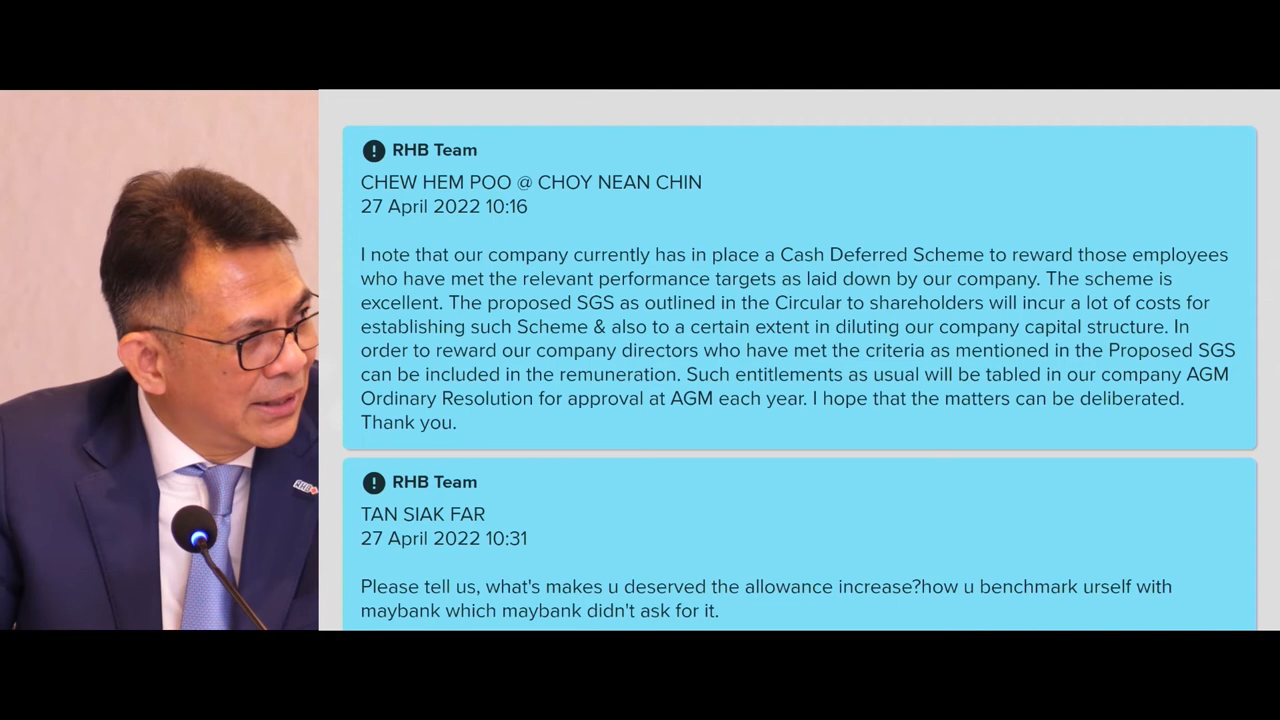 RHB Team
CHEW HEM POO @ CHOY NEAN CHIN
27 April 2022 10:16
I note that our company currently has in place a Cash Deferred Scheme to reward those employees
who have met the relevant performance targets as laid down by our company. The scheme is
excellent. The proposed SGS as outlined in the Circular to shareholders will incur a lot of costs for
establishing such Scheme & also to a certain extent in diluting our company capital structure. In
order to reward our company directors who have met the criteria as mentioned in the Proposed SGS
can be included in the remuneration. Such entitlements as usual will be tabled in our company AGM
Ordinary Resolution for approval at AGM each year. I hope that the matters can be deliberated.
Thank you.
RHB Team
TAN SIAK FAR
27 April 2022 10:31
Please tell us, what's makes u deserved the allowance increase?how u benchmark urself with
maybank which maybank didn't ask for it.
RHB